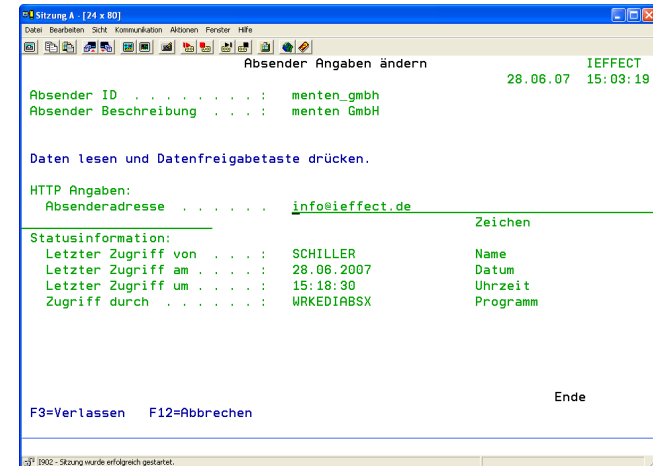 Sitzung A - [24 x 80]
Datei Bearbeiten Sicht Kommunikation Aktionen Fenster Hilfe
Absender Angaben ändern IEFFECT
28.06.07 15:03:19
Absender ID . . . . . . . . : menten_gmbh
Absender Beschreibung . . . : menten GmbH
Daten lesen und Datenfreigabetaste drücken.
HTTP Angaben:
Absenderadresse . . . . . . info@ieffect.de
Zeichen
Statusinformation:
Letzter Zugriff von . . . : SCHILLER Name
Letzter Zugriff am . . . . : 28.06.2007 Datum
Letzter Zugriff um . . . . : 15:18:30 Uhrzeit
Zugriff durch . . . . . . : WRKEDIABSX Programm
Ende
F3=Verlassen F12=Abbrechen
I902 - Sitzung wurde erfolgreich gestartet.